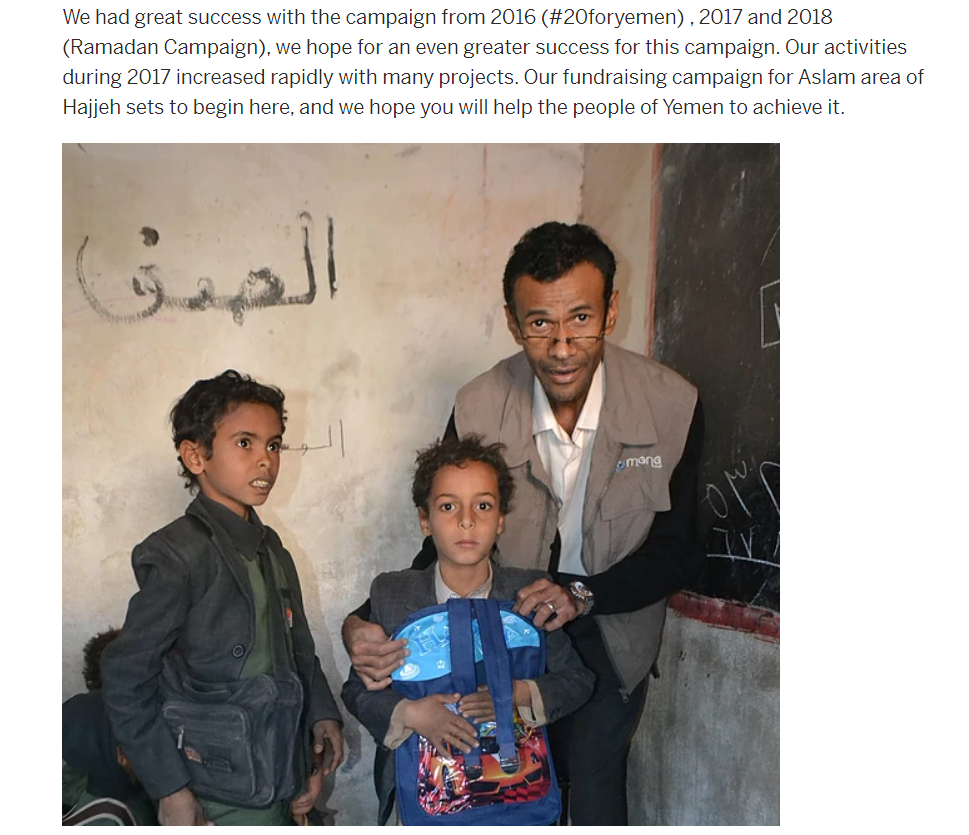 We had great success with the campaign from 2016 (#20foryemen) , 2017 and 2018
(Ramadan Campaign), we hope for an even greater success for this campaign. Our activities
during 2017 increased rapidly with many projects. Our fundraising campaign for Aslam area of
Hajjeh sets to begin here, and we hope you will help the people of Yemen to achieve it.
الصف
mona